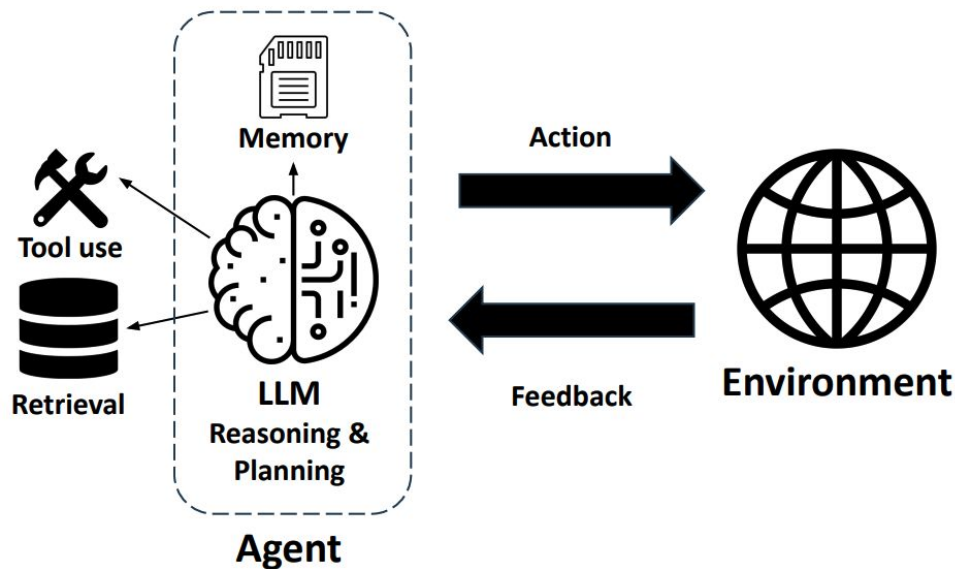 Memory
Tool use
Retrieval
LLM
Reasoning &
Planning
Agent
Action
Feedback
Environment